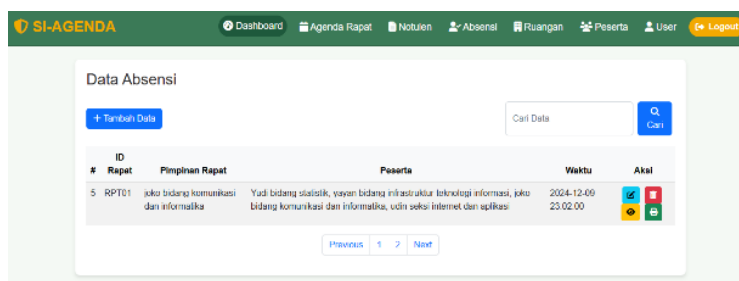 SI-AGENDA Dashboard Agenda Rapat Notulen Absensi Ruangan Peserta User Logout
Data Absensi
+ Tambah Data
Cari Data
Cari
# ID Rapat Pimpinan Rapat Peserta Waktu Aksi
5 RPT01 joko bidang komunikasi Yudi bidang statistik, yayan bidang infrastruktur teknologi informasi, joko 2024-12-09
dan informatika bidang komunikasi dan informatika, udin seksi internet dan aplikasi 23:02:00
Previous 1 2 Next